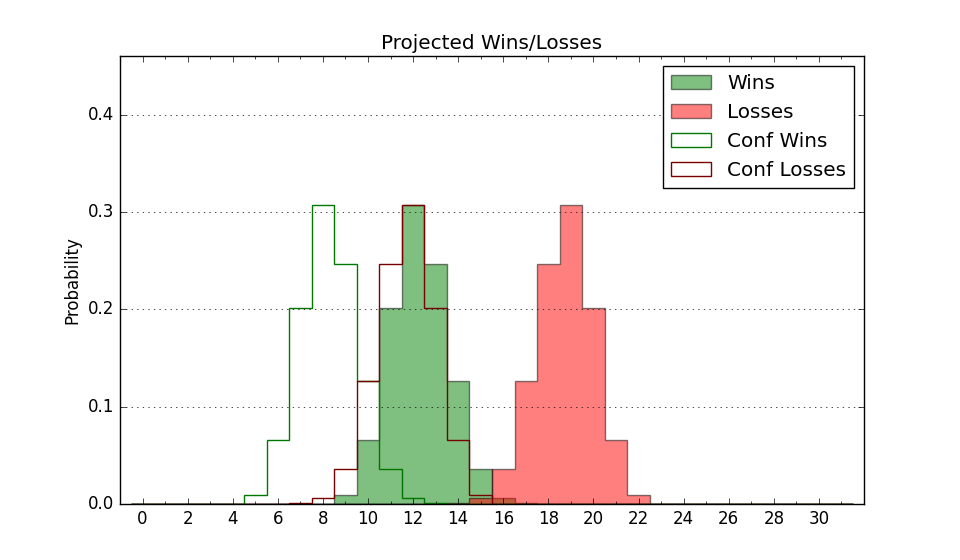 Projected Wins/Losses
Wins
Losses
Conf Wins
Conf Losses
Probability
0.4
0.3
0.2
0.1
0.0
0 2 4 6 8 10 12 14 16 18 20 22 24 26 28 30